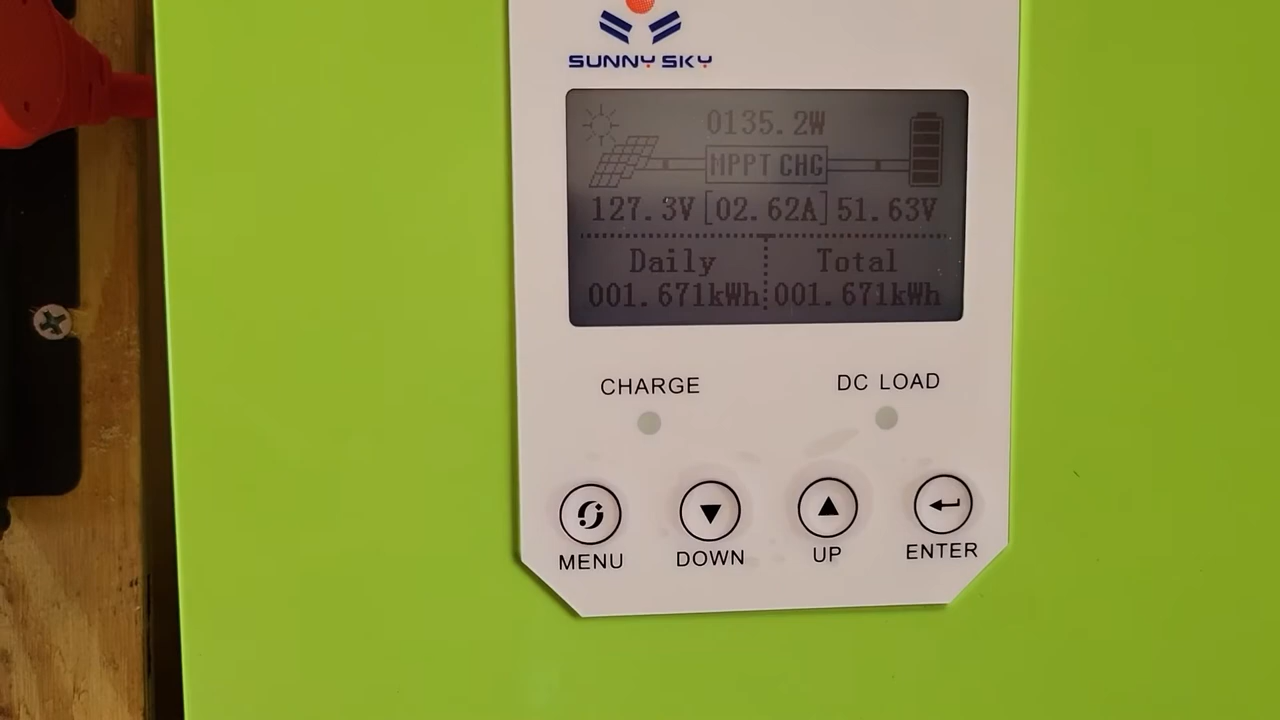 SUNNY SKY
0135.2W
MPPT CHG
127.3V [02.62A] 51.63V
Daily Total
001.671kWh 001.671kWh
CHARGE DC LOAD
MENU DOWN UP ENTER